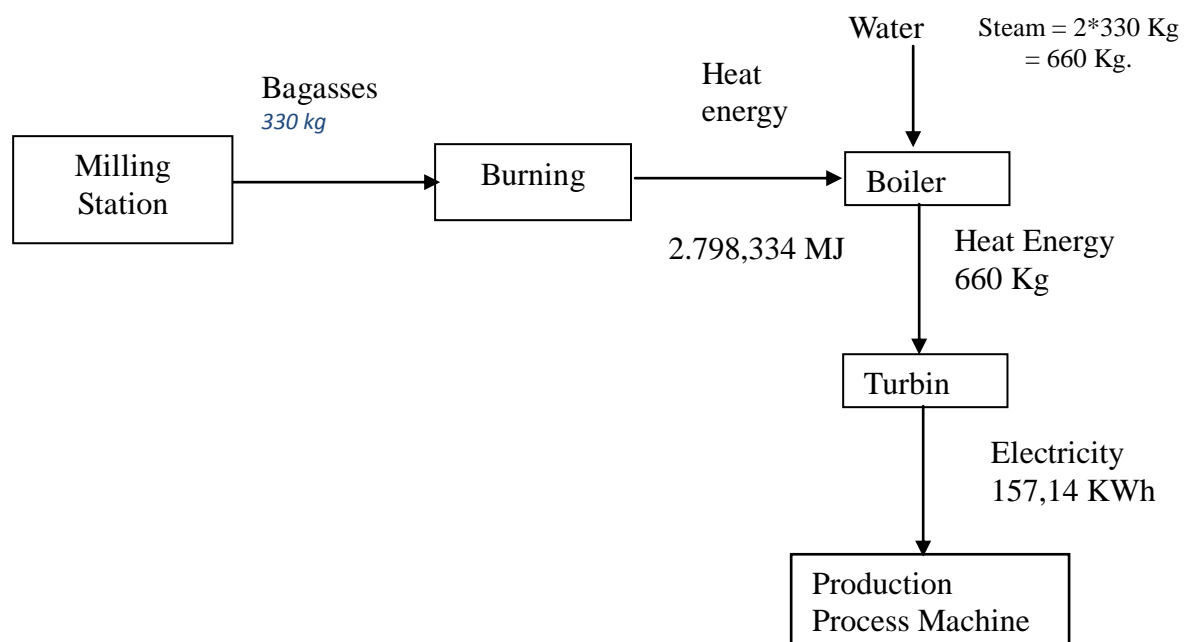 Water
Steam = 2*330 Kg
= 660 Kg.
Heat
energy
Bagasses
330 kg
Milling
Station
Burning
Boiler
2.798,334 MJ
Heat Energy
660 Kg
Turbin
Electricity
157,14 KWh
Production
Process Machine